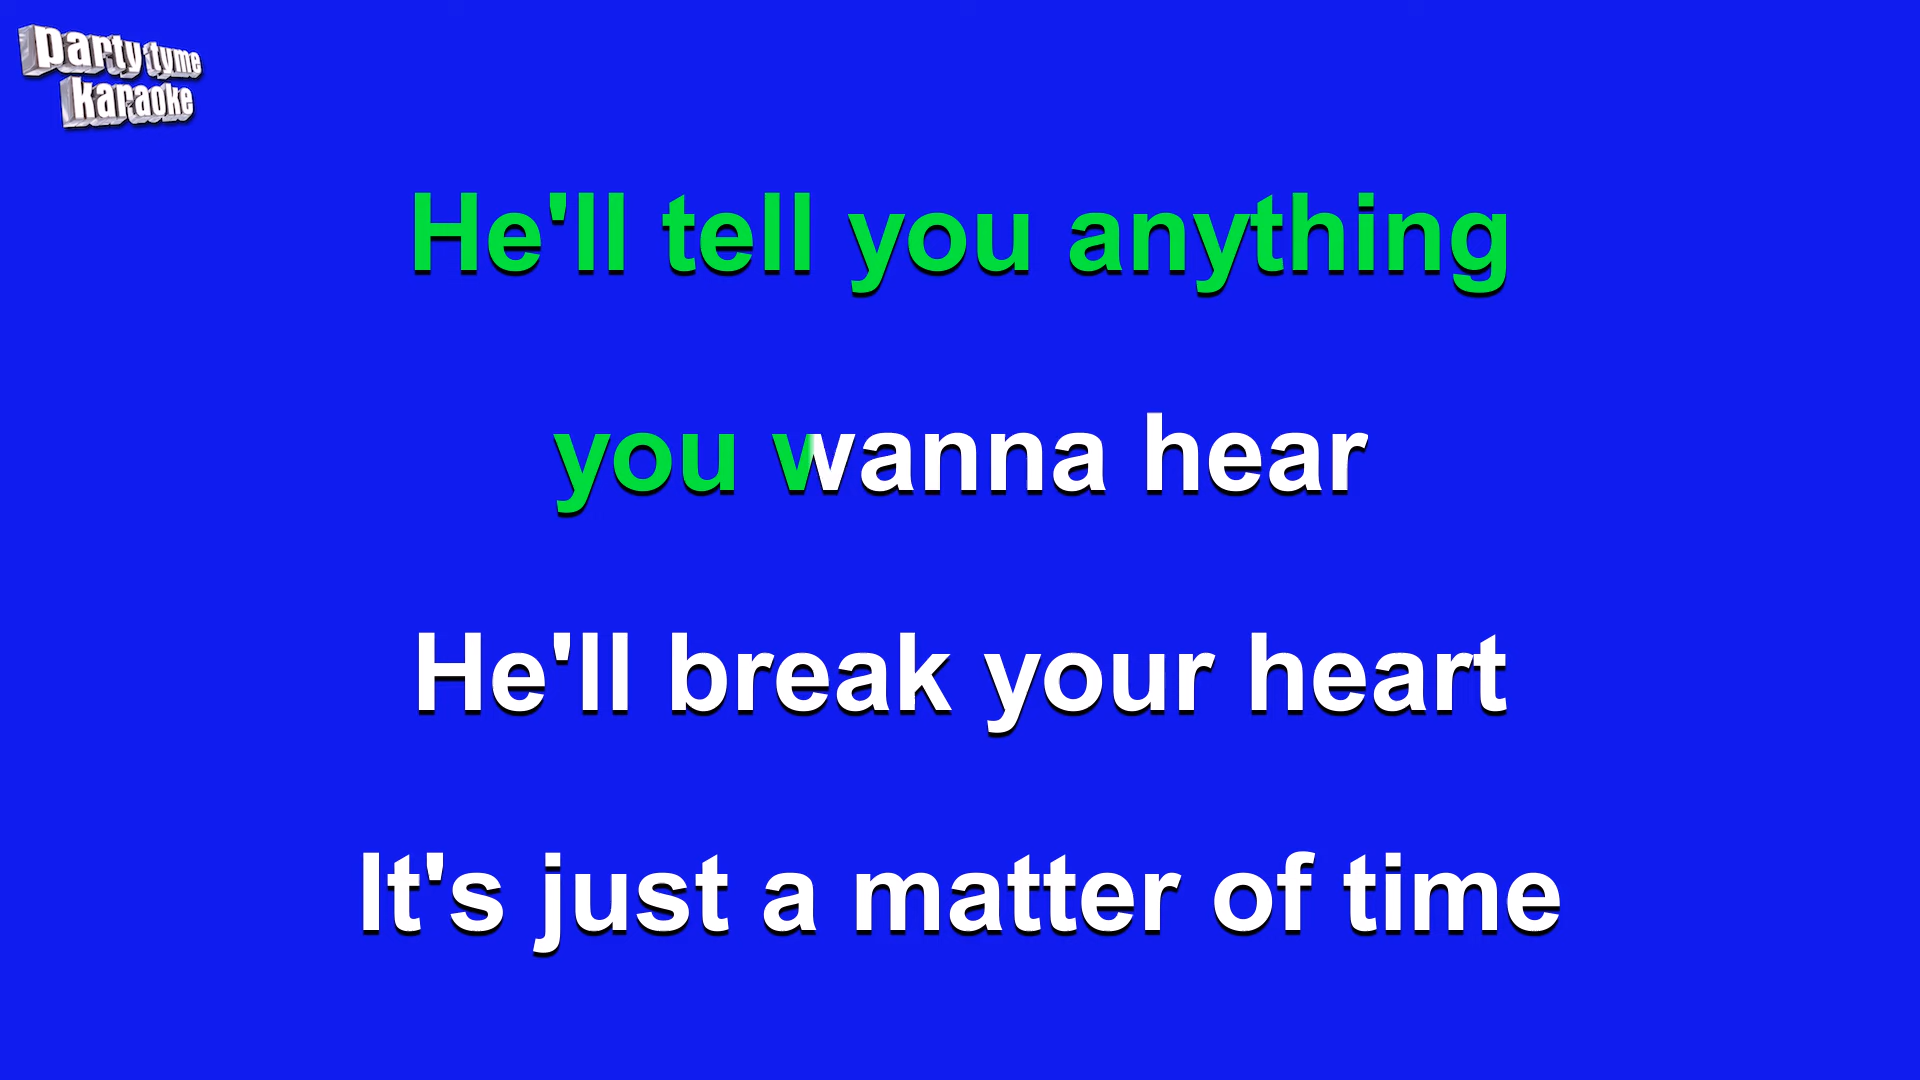 party tyme
karaoke
He'll tell you anything
you wanna hear
He'll break your heart
It's just a matter of time